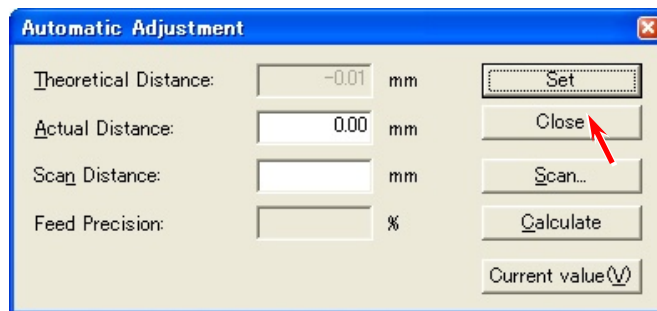 Automatic Adjustment
Theoretical Distance: -0.01 mm Set
Actual Distance: 0.00 mm Close
Scan Distance: mm Scan...
Feed Precision: % Calculate
Current value(V)